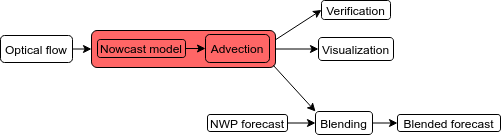 Verification
Optical flow
Nowcast model
Advection
Visualization
NWP forecast
Blending
Blended forecast